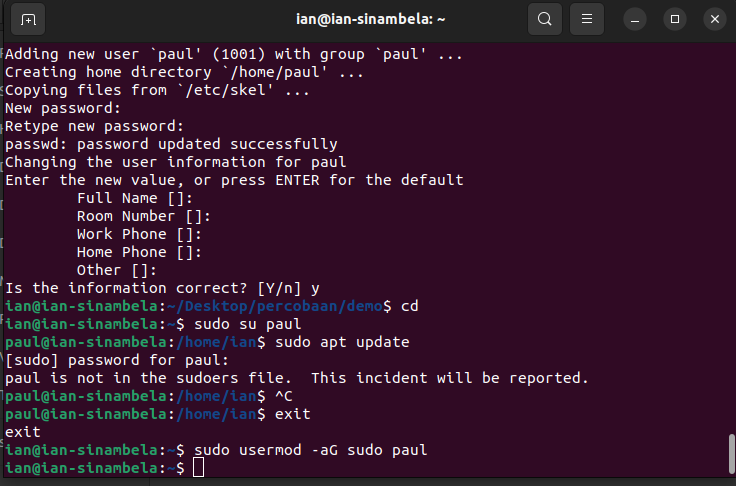 ian@ian-sinambela: ~
Adding new user `paul' (1001) with group `paul' ...
Creating home directory `/home/paul' ...
Copying files from `/etc/skel' ...
New password:
Retype new password:
passwd: password updated successfully
Changing the user information for paul
Enter the new value, or press ENTER for the default
        Full Name []:
        Room Number []:
        Work Phone []:
        Home Phone []:
        Other []:
Is the information correct? [Y/n] y
ian@ian-sinambela:~/Desktop/percobaan/demo$ cd
ian@ian-sinambela:~$ sudo su paul
paul@ian-sinambela:/home/ian$ sudo apt update
[sudo] password for paul:
paul is not in the sudoers file.  This incident will be reported.
paul@ian-sinambela:/home/ian$ ^C
paul@ian-sinambela:/home/ian$ exit
exit
ian@ian-sinambela:~$ sudo usermod -aG sudo paul
ian@ian-sinambela:~$